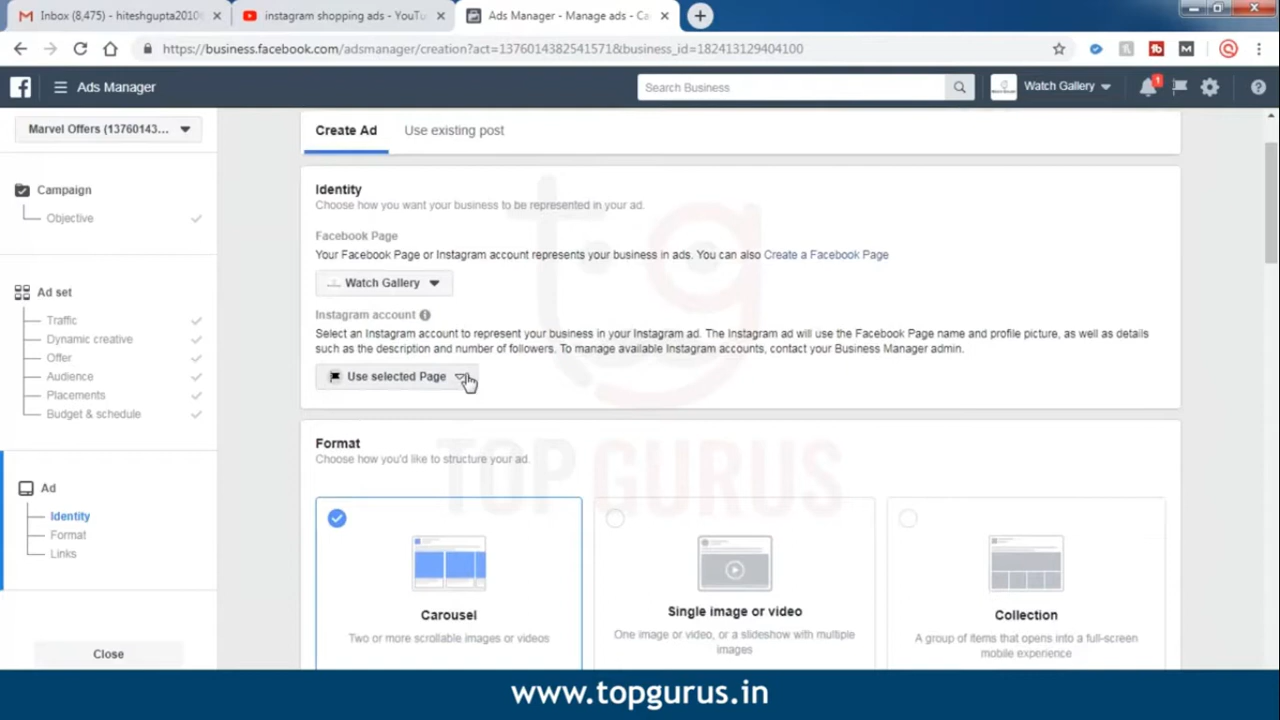 Inbox (8,475) - hiteshgupta2010
instagram shopping ads - YouTu
Ads Manager - Manage ads - Ca
https://business.facebook.com/adsmanager/creation?act=1376014382541571&business_id=182413129404100
Ads Manager
Search Business
Watch Gallery
1
Marvel Offers (13760143...
Create Ad
Use existing post
Campaign
Objective
Ad set
Traffic
Dynamic creative
Offer
Audience
Placements
Budget & schedule
Ad
Identity
Format
Links
Close
Identity
Choose how you want your business to be represented in your ad.
Facebook Page
Your Facebook Page or Instagram account represents your business in ads. You can also Create a Facebook Page
Watch Gallery
Instagram account
Select an Instagram account to represent your business in your Instagram ad. The Instagram ad will use the Facebook Page name and profile picture, as well as details
such as the description and number of followers. To manage available Instagram accounts, contact your Business Manager admin.
Use selected Page
Format
Choose how you'd like to structure your ad.
tg
TOP GURUS
Carousel
Two or more scrollable images or videos
Single image or video
One image or video, or a slideshow with multiple
images
Collection
A group of items that opens into a full-screen
mobile experience
www.topgurus.in